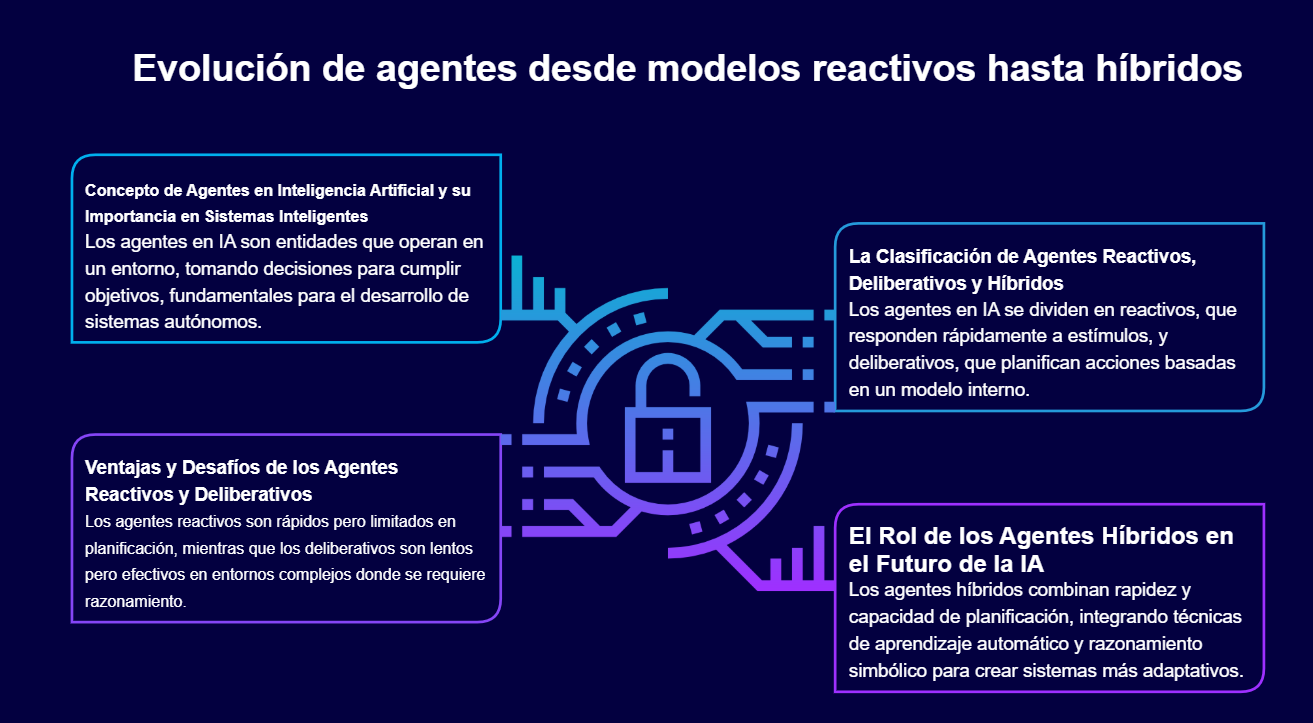 Evolución de agentes desde modelos reactivos hasta híbridos
Concepto de Agentes en Inteligencia Artificial y su
Importancia en Sistemas Inteligentes
Los agentes en IA son entidades que operan en
un entorno, tomando decisiones para cumplir
objetivos, fundamentales para el desarrollo de
sistemas autónomos.
La Clasificación de Agentes Reactivos,
Deliberativos y Híbridos
Los agentes en IA se dividen en reactivos, que
responden rápidamente a estímulos, y
deliberativos, que planifican acciones basadas
en un modelo interno.
Ventajas y Desafíos de los Agentes
Reactivos y Deliberativos
Los agentes reactivos son rápidos pero limitados en
planificación, mientras que los deliberativos son lentos
pero efectivos en entornos complejos donde se requiere
razonamiento.
El Rol de los Agentes Híbridos en
el Futuro de la IA
Los agentes híbridos combinan rapidez y
capacidad de planificación, integrando técnicas
de aprendizaje automático y razonamiento
simbólico para crear sistemas más adaptativos.